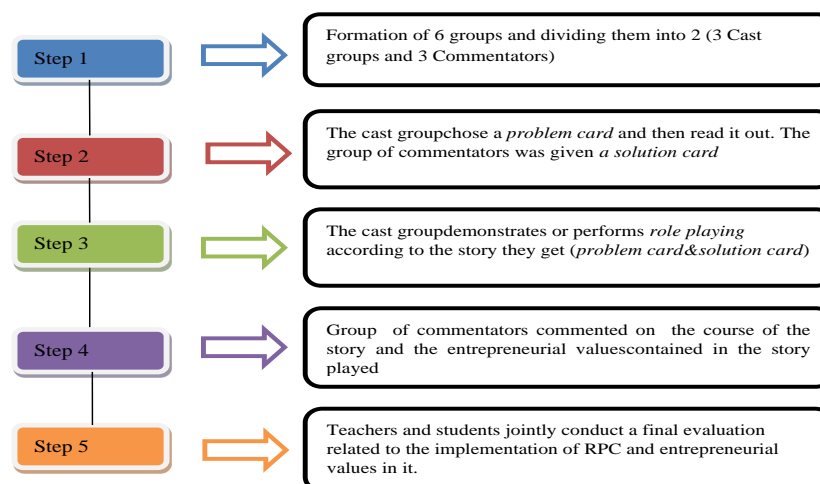 Step 1
Formation of 6 groups and dividing them into 2 (3 Cast
groups and 3 Commentators)
Step 2
The cast groupchose a problem card and then read it out. The
group of commentators was given a solution card
Step 3
The cast groupdemonstrates or performs role playing
according to the story they get (problem card&solution card)
Step 4
Group of commentators commented on the course of the
story and the entrepreneurial valuescontained in the story
played
Step 5
Teachers and students jointly conduct a final evaluation
related to the implementation of RPC and entrepreneurial
values in it.